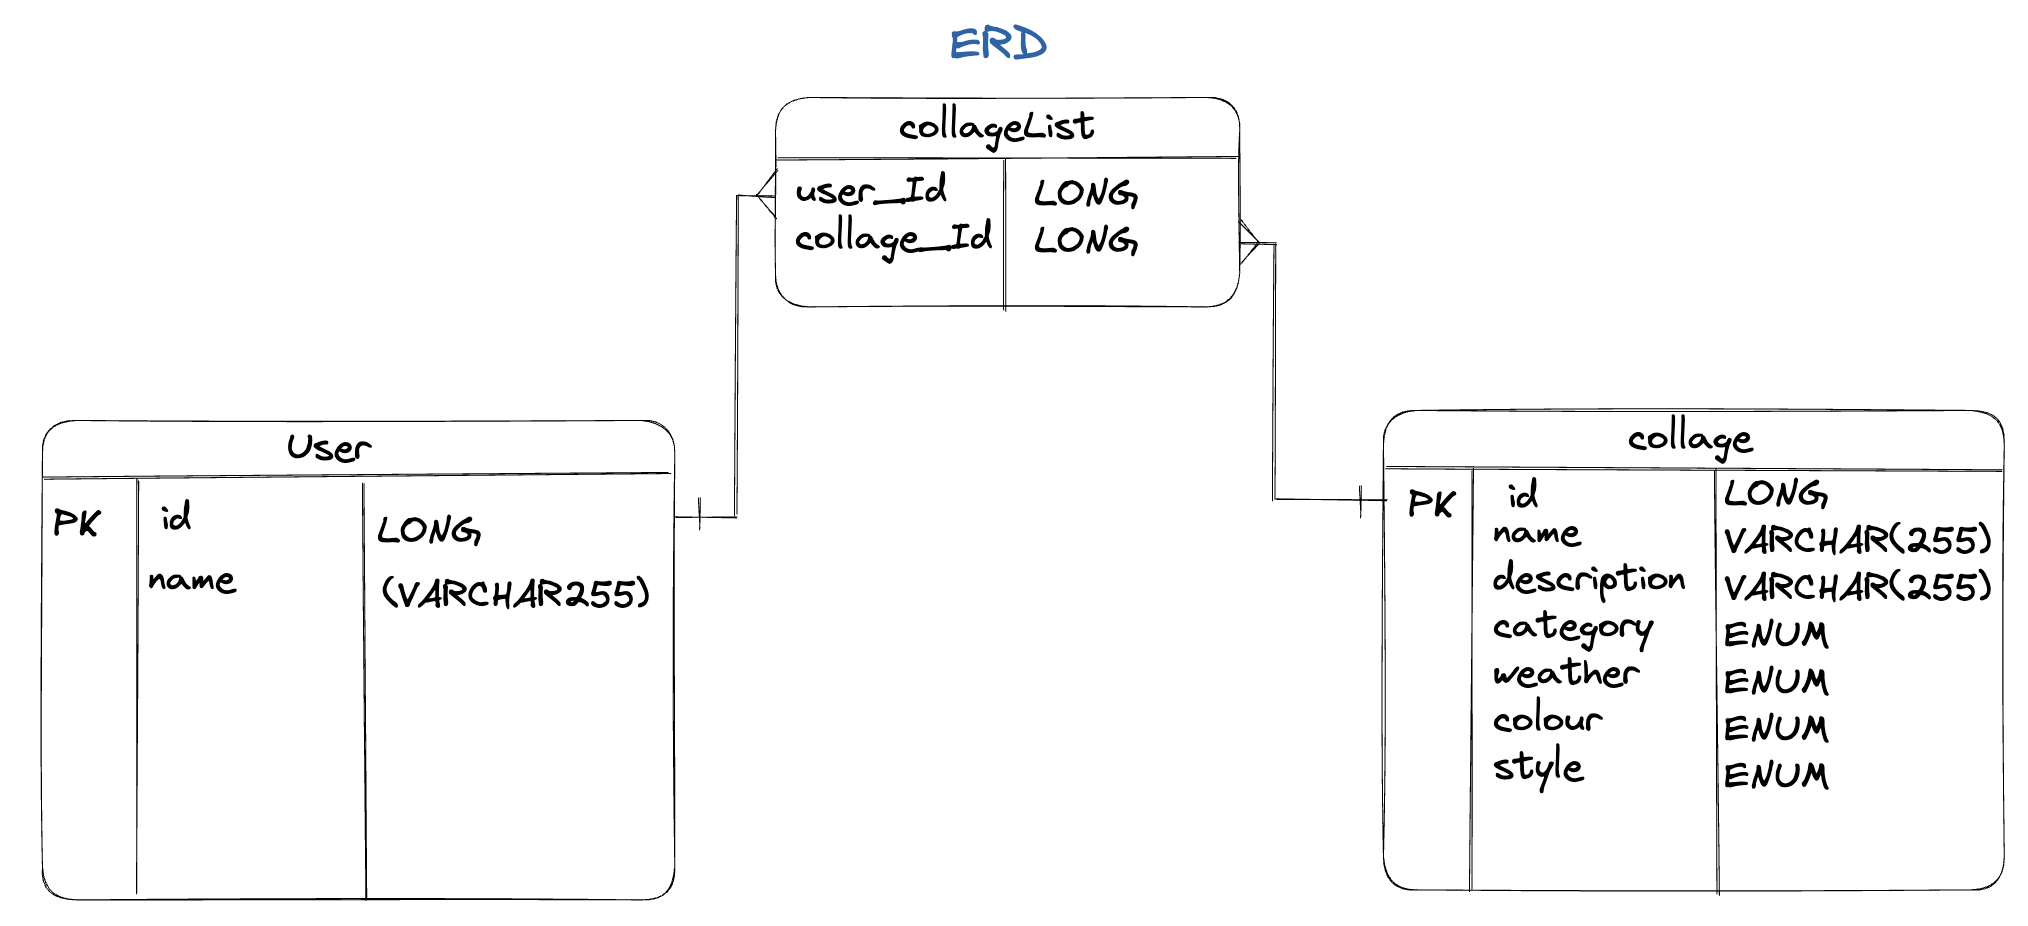 ERD
collageList
user_Id LONG
collage_Id LONG
User
PK id LONG
name (VARCHAR255)
collage
PK id LONG
name VARCHAR(255)
description VARCHAR(255)
category ENUM
weather ENUM
colour ENUM
style ENUM